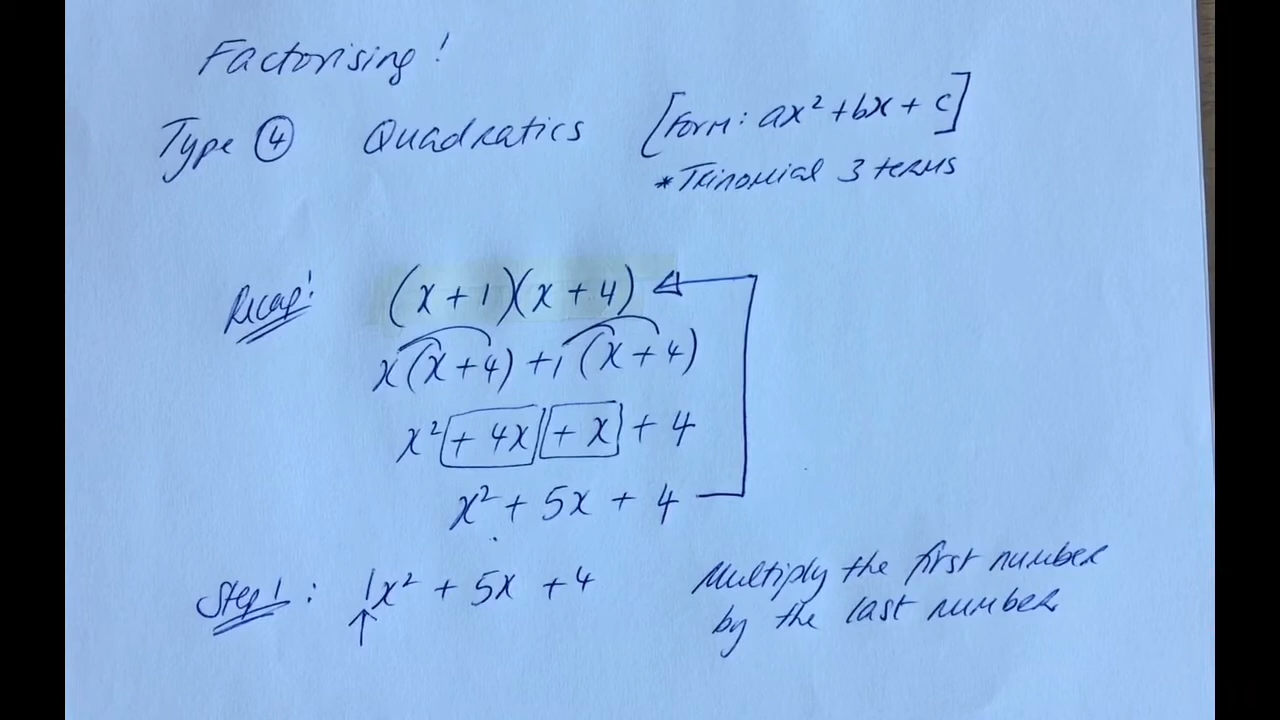 Factorising!
Type ④ Quadratics [Form: ax² + bx + c]
*Trinomial 3 terms
Recap! (x + 1)(x + 4)
x(x + 4) + 1(x + 4)
x² + 4x + x + 4
x² + 5x + 4
Step 1: 1x² + 5x + 4 Multiply the first number
by the last number.